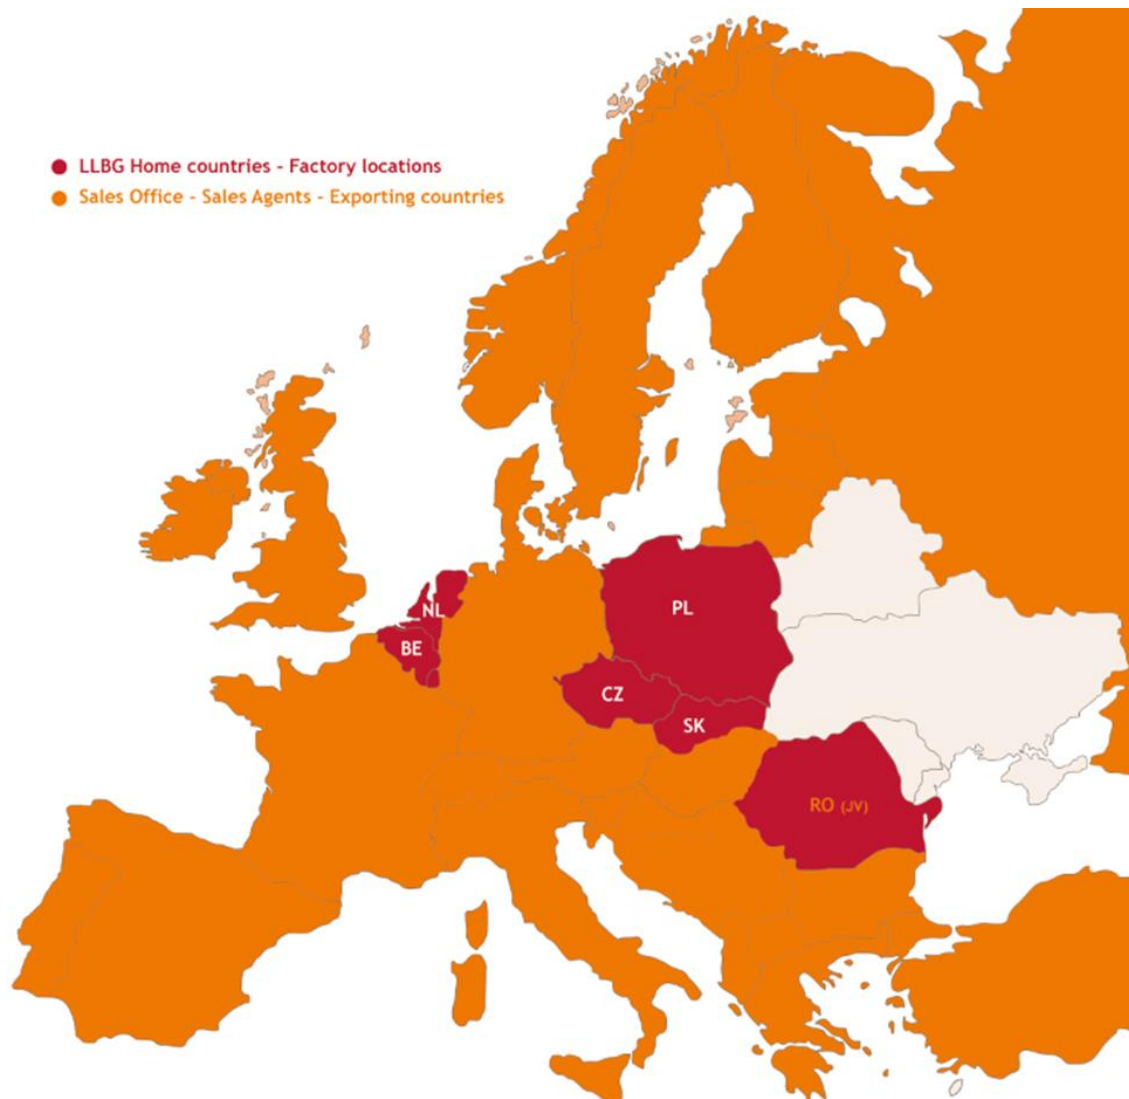 LLBG Home countries - Factory locations
Sales Office - Sales Agents - Exporting countries
NL
PL
BE
CZ
SK
RO (JV)